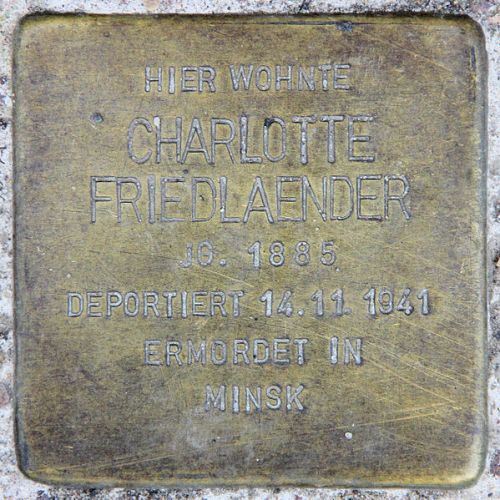 HIER WOHNTE
CHARLOTTE
FRIEDLAENDER
JG. 1885
DEPORTIERT 14.11.1941
ERMORDET IN
MINSK